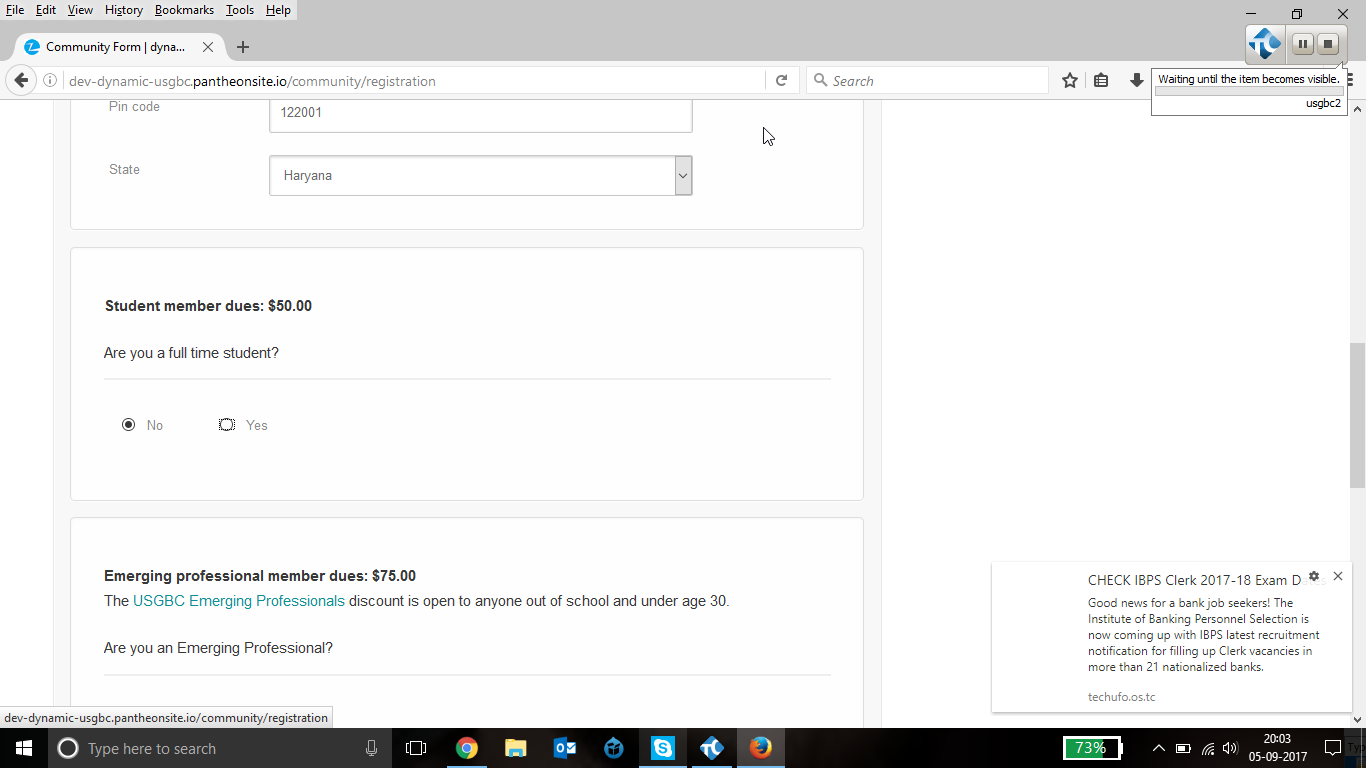 File Edit View History Bookmarks Tools Help
Community Form | dyna...
dev-dynamic-usgbc.pantheonsite.io/community/registration
Search
Waiting until the item becomes visible.
usgbc2
Pin code
122001
State
Haryana
Student member dues: $50.00
Are you a full time student?
No Yes
Emerging professional member dues: $75.00
The USGBC Emerging Professionals discount is open to anyone out of school and under age 30.
Are you an Emerging Professional?
CHECK IBPS Clerk 2017-18 Exam D
Good news for a bank job seekers! The
Institute of Banking Personnel Selection is
now coming up with IBPS latest recruitment
notification for filling up Clerk vacancies in
more than 21 nationalized banks.
techufo.os.tc
dev-dynamic-usgbc.pantheonsite.io/community/registration
Type here to search
73%
20:03
05-09-2017